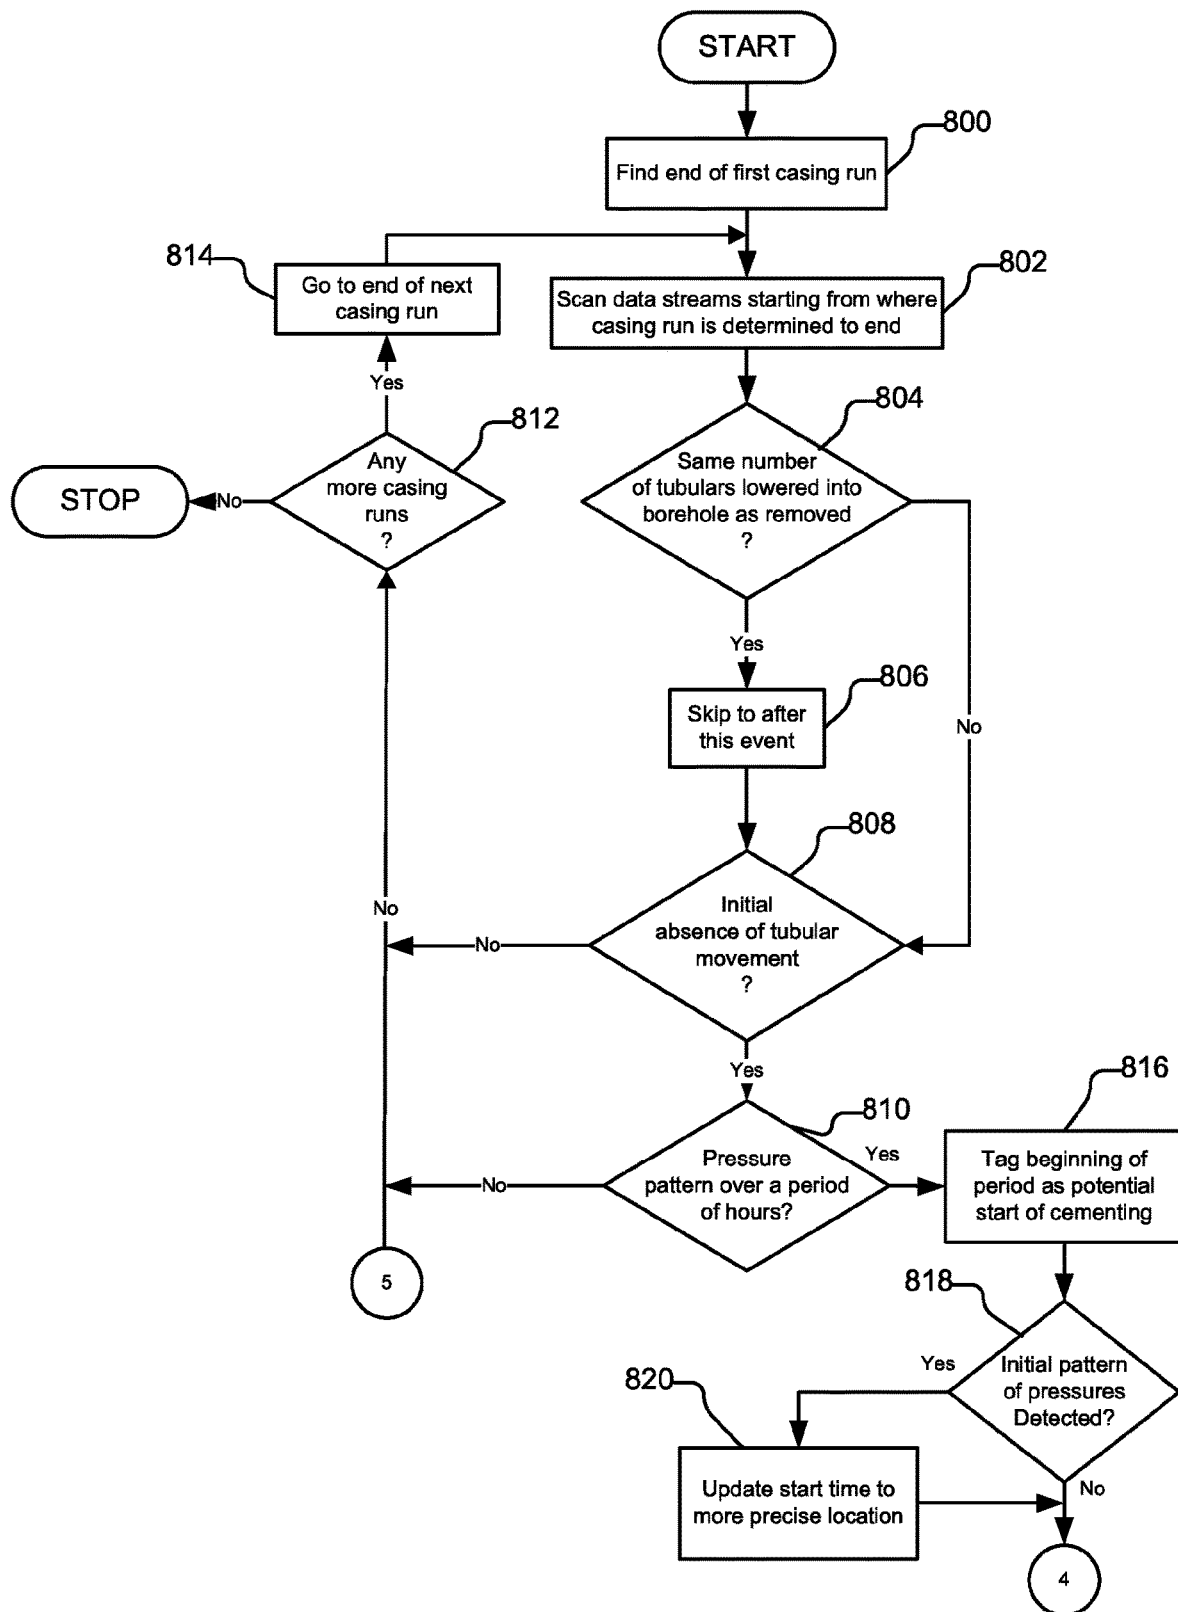 START
800
Find end of first casing run
814
Go to end of next
casing run
802
Scan data streams starting from where
casing run is determined to end
Yes
804
812
Any
more casing
runs
?
STOP
No
Same number
of tubulars lowered into
borehole as removed
?
Yes
806
Skip to after
this event
No
808
Initial
absence of tubular
movement
?
No
No
Yes
810
Pressure
pattern over a period
of hours?
No
Yes
816
Tag beginning of
period as potential
start of cementing
5
818
Initial pattern
of pressures
Detected?
Yes
820
Update start time to
more precise location
No
4